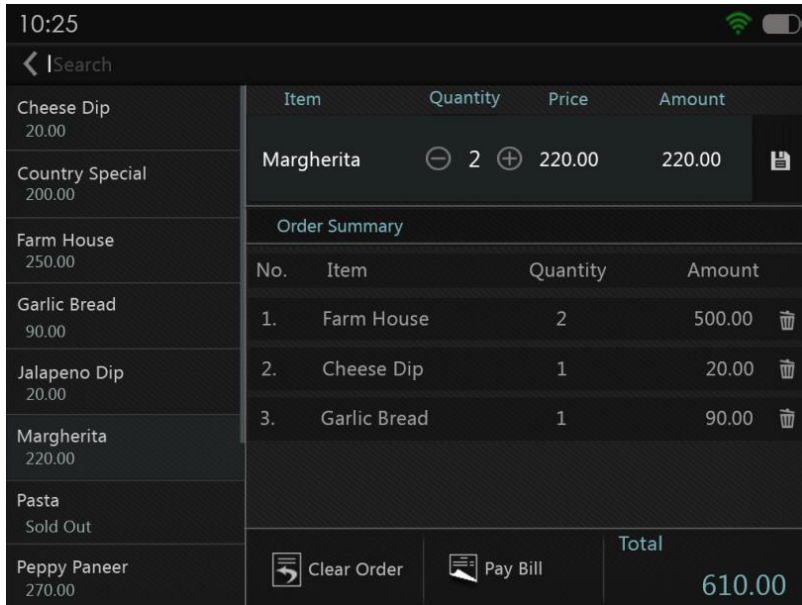 10:25
Search
Cheese Dip
20.00
Country Special
200.00
Farm House
250.00
Garlic Bread
90.00
Jalapeno Dip
20.00
Margherita
220.00
Pasta
Sold Out
Peppy Paneer
270.00
Item Quantity Price Amount
Margherita 2 220.00 220.00
Order Summary
No. Item Quantity Amount
1. Farm House 2 500.00
2. Cheese Dip 1 20.00
3. Garlic Bread 1 90.00
Clear Order Pay Bill
Total
610.00